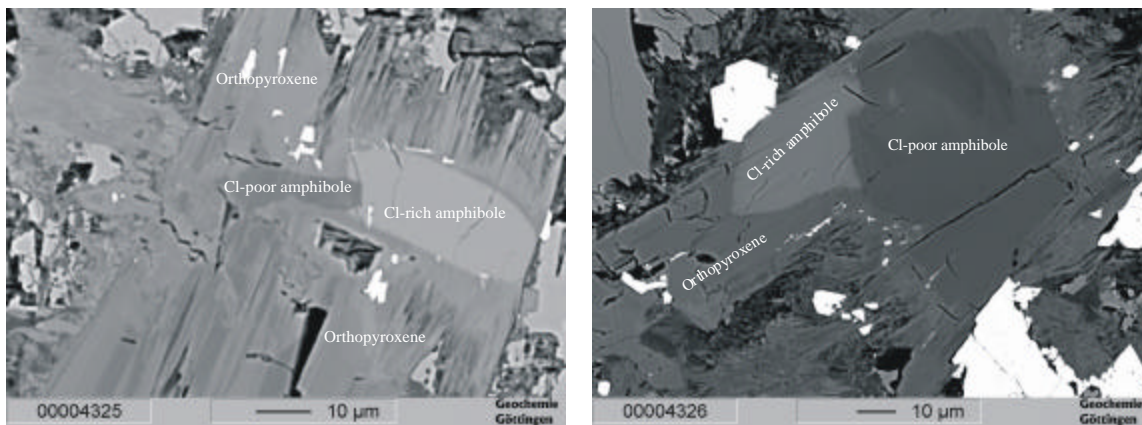 Orthopyroxene
Cl-poor amphibole
Cl-rich amphibole
Orthopyroxene
00004325
10 µm
Geochemie
Göttingen
Cl-rich amphibole
Cl-poor amphibole
Orthopyroxene
00004326
10 µm
Geochemie
Göttingen